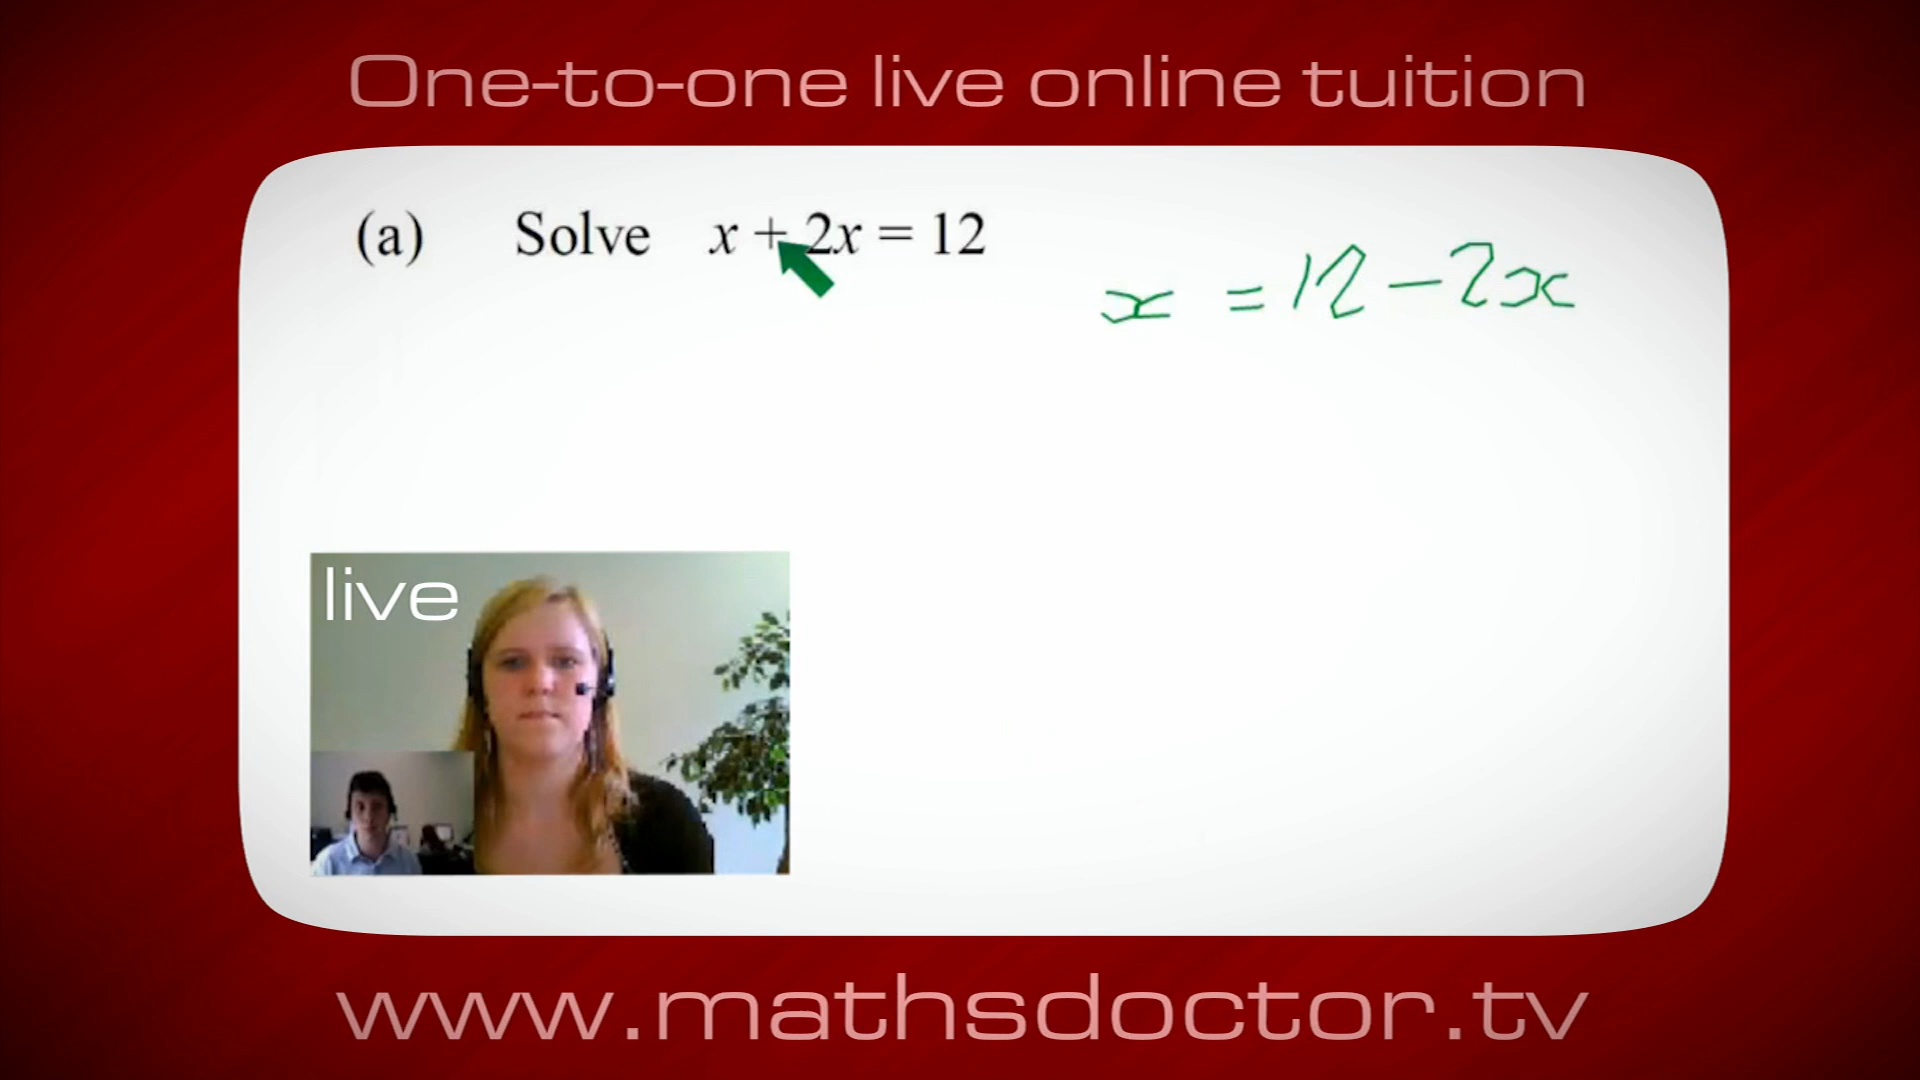 One-to-one live online tuition
(a) Solve x + 2x = 12
x = 12 - 2x
live
www.mathsdoctor.tv